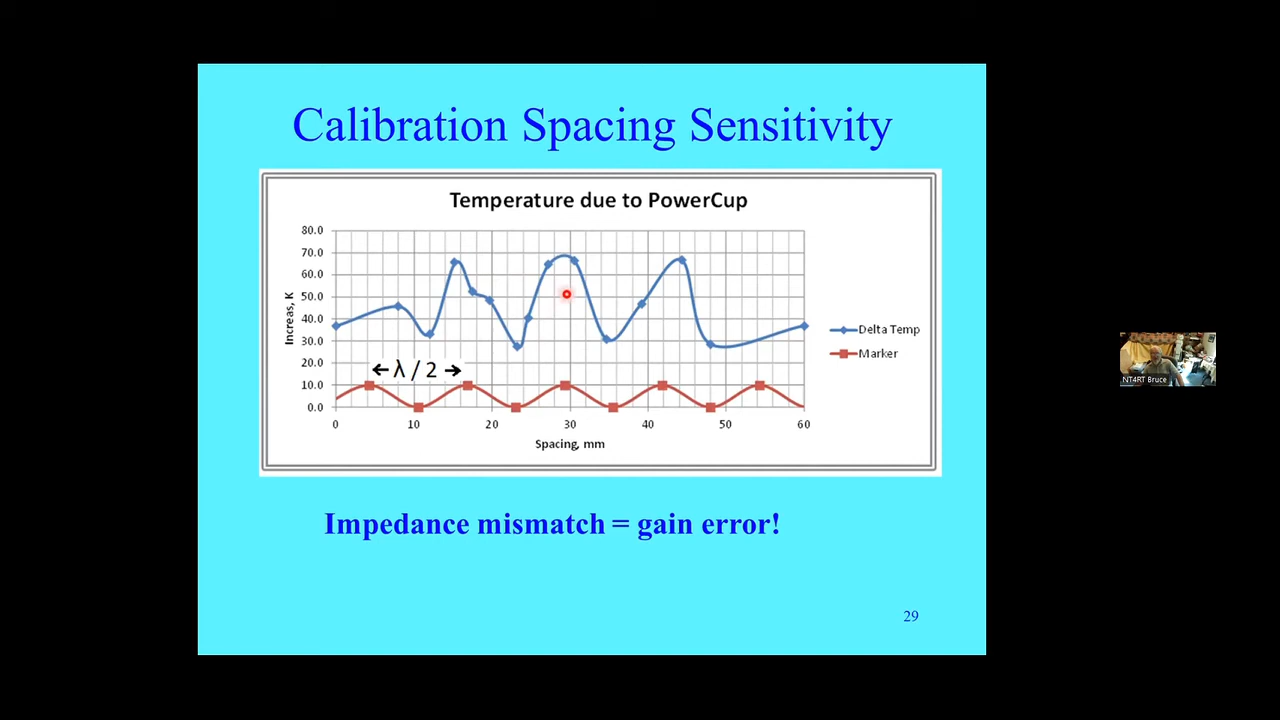 Calibration Spacing Sensitivity
Temperature due to PowerCup
80.0
70.0
60.0
50.0
40.0
30.0
20.0
10.0
0.0
Increas, K
← λ / 2 →
0 10 20 30 40 50 60
Spacing, mm
Delta Temp
Marker
Impedance mismatch = gain error!
29
NT4RT Bruce